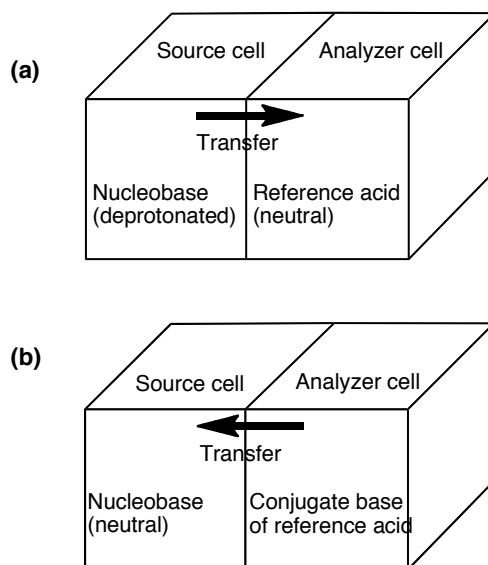 (a)
Source cell
Analyzer cell
Transfer
Nucleobase
(deprotonated)
Reference acid
(neutral)
(b)
Source cell
Analyzer cell
Transfer
Nucleobase
(neutral)
Conjugate base
of reference acid